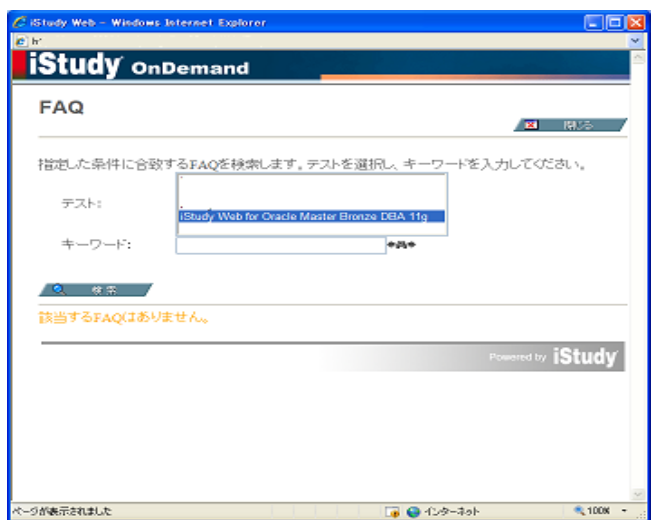 iStudy Web - Windows Internet Explorer
iStudy OnDemand
FAQ
閉じる
指定した条件に合致するFAQを検索します。テストを選択し、キーワードを入力してください。
テスト:
iStudy Web for Oracle Master Bronze DBA 11g
キーワード:
検索
該当するFAQはありません。
Powered by iStudy
ページが表示されました
インターネット
100%